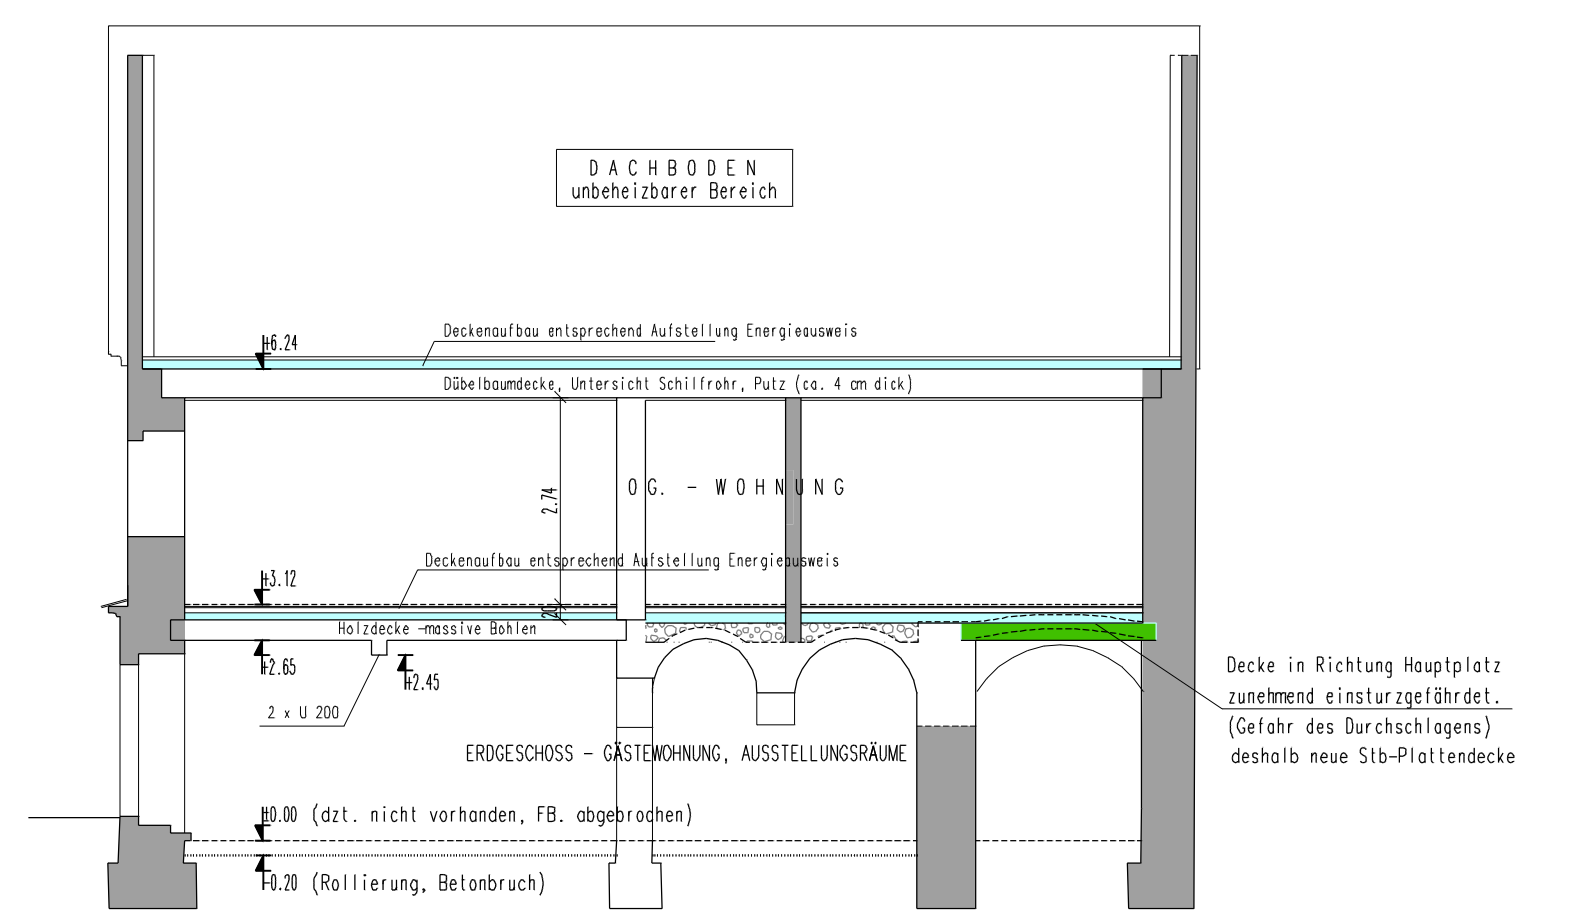 D A C H B O D E N
unbeheizbarer Bereich
Deckenaufbau entsprechend Aufstellung Energieausweis
+6.24
Dübelbaumdecke, Untersicht Schilfrohr, Putz (ca. 4 cm dick)
2.74
O G. - W O H N U N G
Deckenaufbau entsprechend Aufstellung Energieausweis
+3.12
20
Holzdecke -massive Bohlen
+2.65
+2.45
2 x U 200
Decke in Richtung Hauptplatz
zunehmend einsturzgefährdet.
(Gefahr des Durchschlagens)
deshalb neue Stb-Plattendecke
ERDGESCHOSS - GÄSTEWOHNUNG, AUSSTELLUNGSRÄUME
±0.00 (dzt. nicht vorhanden, FB. abgebrochen)
-0.20 (Rollierung, Betonbruch)